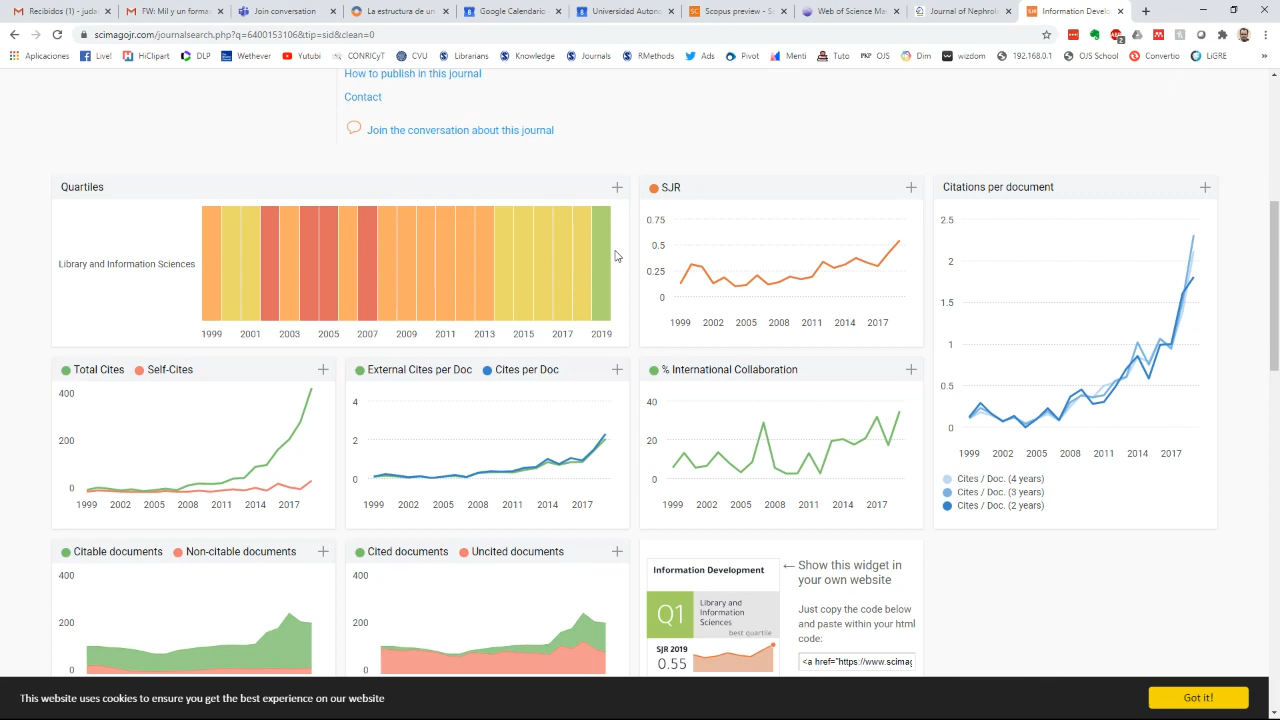 Recibidos (1) - juda
FW: Mil y un forma
Join conversation
La estructura de un
Google Calendario
Universidad Autón
Scopus preview - S
Web of Science Ma
Journal of Nephrol
Information Develo
scimagojr.com/journalsearch.php?q=6400153106&tip=sid&clean=0
Aplicaciones
Live!
HiClipart
DLP
Wethever
Youtubi
CONRICyT
CVU
Librarians
Knowledge
Journals
RMethods
Ads
Pivot
Menti
Tuto
OJS
Dim
wizdom
192.168.0.1
OJS School
Convertio
LiGRE
How to publish in this journal
Contact
Join the conversation about this journal
Quartiles
Library and Information Sciences
1999 2001 2003 2005 2007 2009 2011 2013 2015 2017 2019
SJR
0.75
0.5
0.25
0
1999 2002 2005 2008 2011 2014 2017
Citations per document
2.5
2
1.5
1
0.5
0
1999 2002 2005 2008 2011 2014 2017
Cites / Doc. (4 years)
Cites / Doc. (3 years)
Cites / Doc. (2 years)
Total Cites Self-Cites
400
200
0
1999 2002 2005 2008 2011 2014 2017
External Cites per Doc Cites per Doc
4
2
0
1999 2002 2005 2008 2011 2014 2017
% International Collaboration
40
20
0
1999 2002 2005 2008 2011 2014 2017
Citable documents Non-citable documents
400
200
0
Cited documents Uncited documents
400
200
0
Information Development
Q1
Library and
Information
Sciences
best quartile
SJR 2019
0.55
← Show this widget in
your own website
Just copy the code below
and paste within your html
code:
<a href="https://www.scimag
This website uses cookies to ensure you get the best experience on our website
Got it!